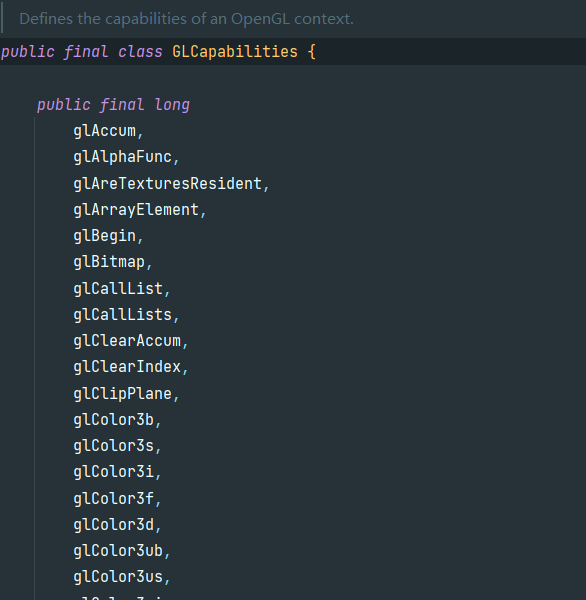 Defines the capabilities of an OpenGL context.
public final class GLCapabilities {
public final long
glAccum,
glAlphaFunc,
glAreTexturesResident,
glArrayElement,
glBegin,
glBitmap,
glCallList,
glCallLists,
glClearAccum,
glClearIndex,
glClipPlane,
glColor3b,
glColor3s,
glColor3i,
glColor3f,
glColor3d,
glColor3ub,
glColor3us,